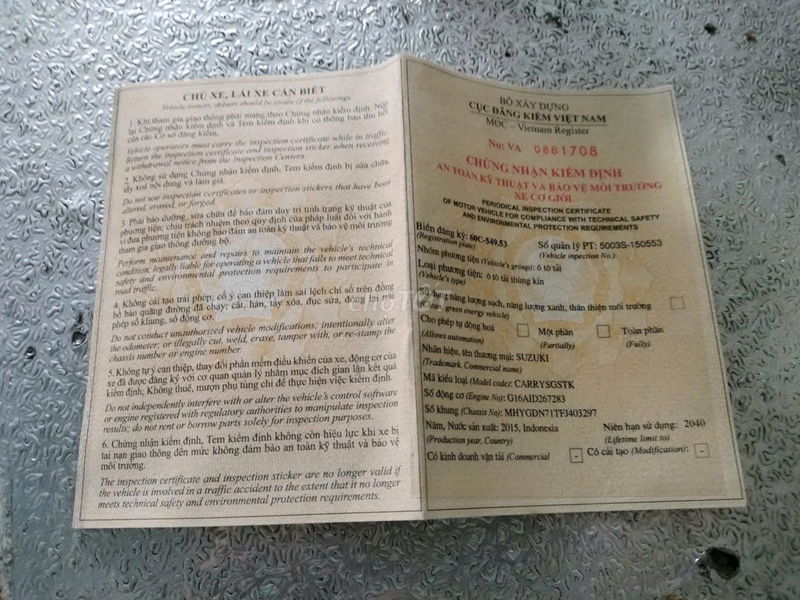 CHỦ XE, LÁI XE CẦN BIẾT
Vehicle owners, drivers should be aware of the followings
1. Khi tham gia giao thông phải mang theo Chứng nhận kiểm định. Nộp
lại Chứng nhận kiểm định và Tem kiểm định khi có thông báo thu hồi
của các Cơ sở đăng kiểm.
Vehicle operators must carry the inspection certificate while in traffic.
Return the inspection certificate and inspection sticker when receiving
a withdrawal notice from the Inspection Centers.
2. Không sử dụng Chứng nhận kiểm định, Tem kiểm định bị sửa chữa,
tẩy xoá nội dung và làm giả.
Do not use inspection certificates or inspection stickers that have been
altered, erased, or forged.
3. Phải bảo dưỡng, sửa chữa để bảo đảm duy trì tình trạng kỹ thuật của
phương tiện; chịu trách nhiệm theo quy định của pháp luật đối với hành
vi đưa phương tiện không bảo đảm an toàn kỹ thuật và bảo vệ môi trường
tham gia giao thông đường bộ.
Perform maintenance and repairs to maintain the vehicle's technical
condition; legally liable for operating a vehicle that fails to meet technical
safety and environmental protection requirements to participate in
road traffic.
4. Không cải tạo trái phép; cố ý can thiệp làm sai lệch chỉ số trên đồng
hồ báo quãng đường đã chạy; cắt, hàn, tẩy xóa, đục sửa, đóng lại trái
phép số khung, số động cơ.
Do not conduct unauthorized vehicle modifications; intentionally alter
the odometer, or illegally cut, weld, erase, tamper with, or re-stamp the
chassis number or engine number.
5. Không tự ý can thiệp, thay đổi phần mềm điều khiển của xe, động cơ của
xe đã được đăng ký với cơ quan quản lý nhằm mục đích gian lận kết quả
kiểm định; Không thuê, mượn phụ tùng chỉ để thực hiện việc kiểm định.
Do not independently interfere with or alter the vehicle's control software
or engine registered with regulatory authorities to manipulate inspection
results; do not rent or borrow parts solely for inspection purposes.
6. Chứng nhận kiểm định, Tem kiểm định không còn hiệu lực khi xe bị
tai nạn giao thông đến mức không đảm bảo an toàn kỹ thuật và bảo vệ
môi trường.
The inspection certificate and inspection sticker are no longer valid if
the vehicle is involved in a traffic accident to the extent that it no longer
meets technical safety and environmental protection requirements.
BỘ XÂY DỰNG
CỤC ĐĂNG KIỂM VIỆT NAM
MOC – Vietnam Register
No: VA 0881708
CHỨNG NHẬN KIỂM ĐỊNH
AN TOÀN KỸ THUẬT VÀ BẢO VỆ MÔI TRƯỜNG
XE CƠ GIỚI
PERIODICAL INSPECTION CERTIFICATE
OF MOTOR VEHICLE FOR COMPLIANCE WITH TECHNICAL SAFETY
AND ENVIRONMENTAL PROTECTION REQUIREMENTS
Biển đăng ký: 60C-549.53 Số quản lý PT: 5003S-150553
(Registration plate) (Vehicle inspection No.)
Nhóm phương tiện (Vehicle's group): ô tô tải
Loại phương tiện: ô tô tải thùng kín
(Vehicle's type)
Sử dụng năng lượng sạch, năng lượng xanh, thân thiện môi trường
(Clean, green energy vehicle)
Cho phép tự động hoá Một phần Toàn phần
(Allows automation) (Partially) (Fully)
Nhãn hiệu, tên thương mại: SUZUKI
(Trademark, Commercial name)
Mã kiểu loại (Model code): CARRYSGSTK
Số động cơ (Engine No): G16AID267283
Số khung (Chassis No): MHYGDN71TFJ403297
Năm, Nước sản xuất: 2015, Indonesia Niên hạn sử dụng: 2040
(Production year, Country) (Lifetime limit to)
Có kinh doanh vận tải (Commercial - Có cải tạo (Modification): -
CHỢ TỐT